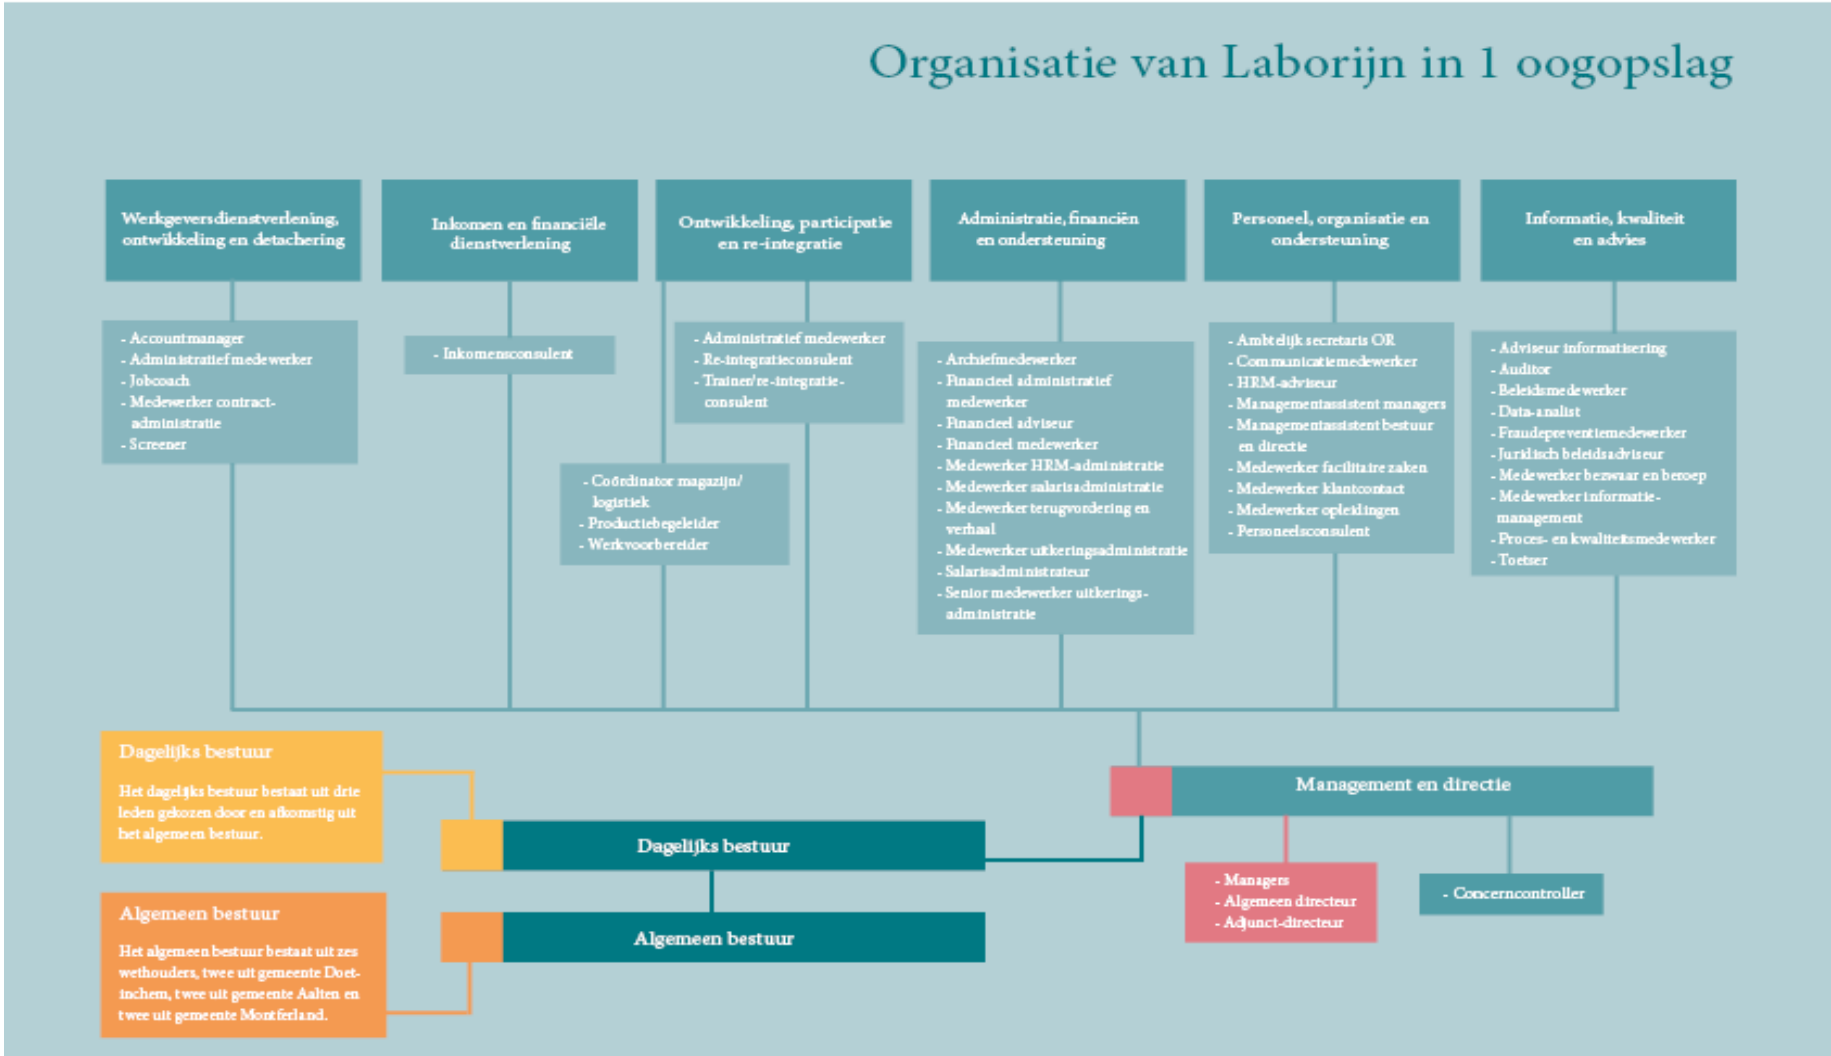 Organisatie van Laborijn in 1 oogopslag
Werkgeversdienstverlening,
ontwikkeling en detachering
Inkomen en financiële
dienstverlening
Ontwikkeling, participatie
en re-integratie
Administratie, financiën
en ondersteuning
Personeel, organisatie en
ondersteuning
Informatie, kwaliteit
en advies
- Accountmanager
- Administratief medewerker
- Jobcoach
- Medewerker contract-
administratie
- Screener
- Inkomensconsulent
- Administratief medewerker
- Re-integratieconsulent
- Trainer/re-integratie-
consulent
- Coördinator magazijn/
logistiek
- Productiebegeleider
- Werkvoorbereider
- Archiefmedewerker
- Financieel administratief
medewerker
- Financieel adviseur
- Financieel medewerker
- Medewerker HRM-administratie
- Medewerker salarisadministratie
- Medewerker terugvordering en
verhaal
- Medewerker uitkeringsadministratie
- Salarisadministrateur
- Senior medewerker uitkerings-
administratie
- Ambtelijk secretaris OR
- Communicatiemedewerker
- HRM-adviseur
- Managementassistent managers
- Managementassistent bestuur
en directie
- Medewerker facilitaire zaken
- Medewerker klantcontact
- Medewerker opleidingen
- Personeelsconsulent
- Adviseur informatisering
- Auditor
- Beleidsmedewerker
- Data-analist
- Fraudepreventiemedewerker
- Juridisch beleidsadviseur
- Medewerker bezwaar en beroep
- Medewerker informatie-
management
- Proces- en kwaliteitsmedewerker
- Toetser
Dagelijks bestuur
Het dagelijks bestuur bestaat uit drie
leden gekozen door en afkomstig uit
het algemeen bestuur.
Algemeen bestuur
Het algemeen bestuur bestaat uit zes
wethouders, twee uit gemeente Doet-
inchem, twee uit gemeente Aalten en
twee uit gemeente Montferland.
Dagelijks bestuur
Algemeen bestuur
Management en directie
- Managers
- Algemeen directeur
- Adjunct-directeur
- Concerncontroller